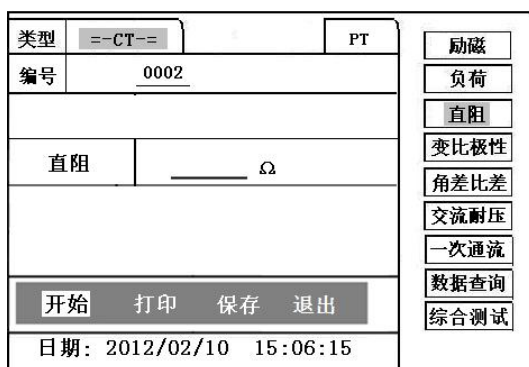 类型 =-CT-= PT
编号 0002
直阻 Ω
开始 打印 保存 退出
日期: 2012/02/10 15:06:15
励磁
负荷
直阻
变比极性
角差比差
交流耐压
一次通流
数据查询
综合测试